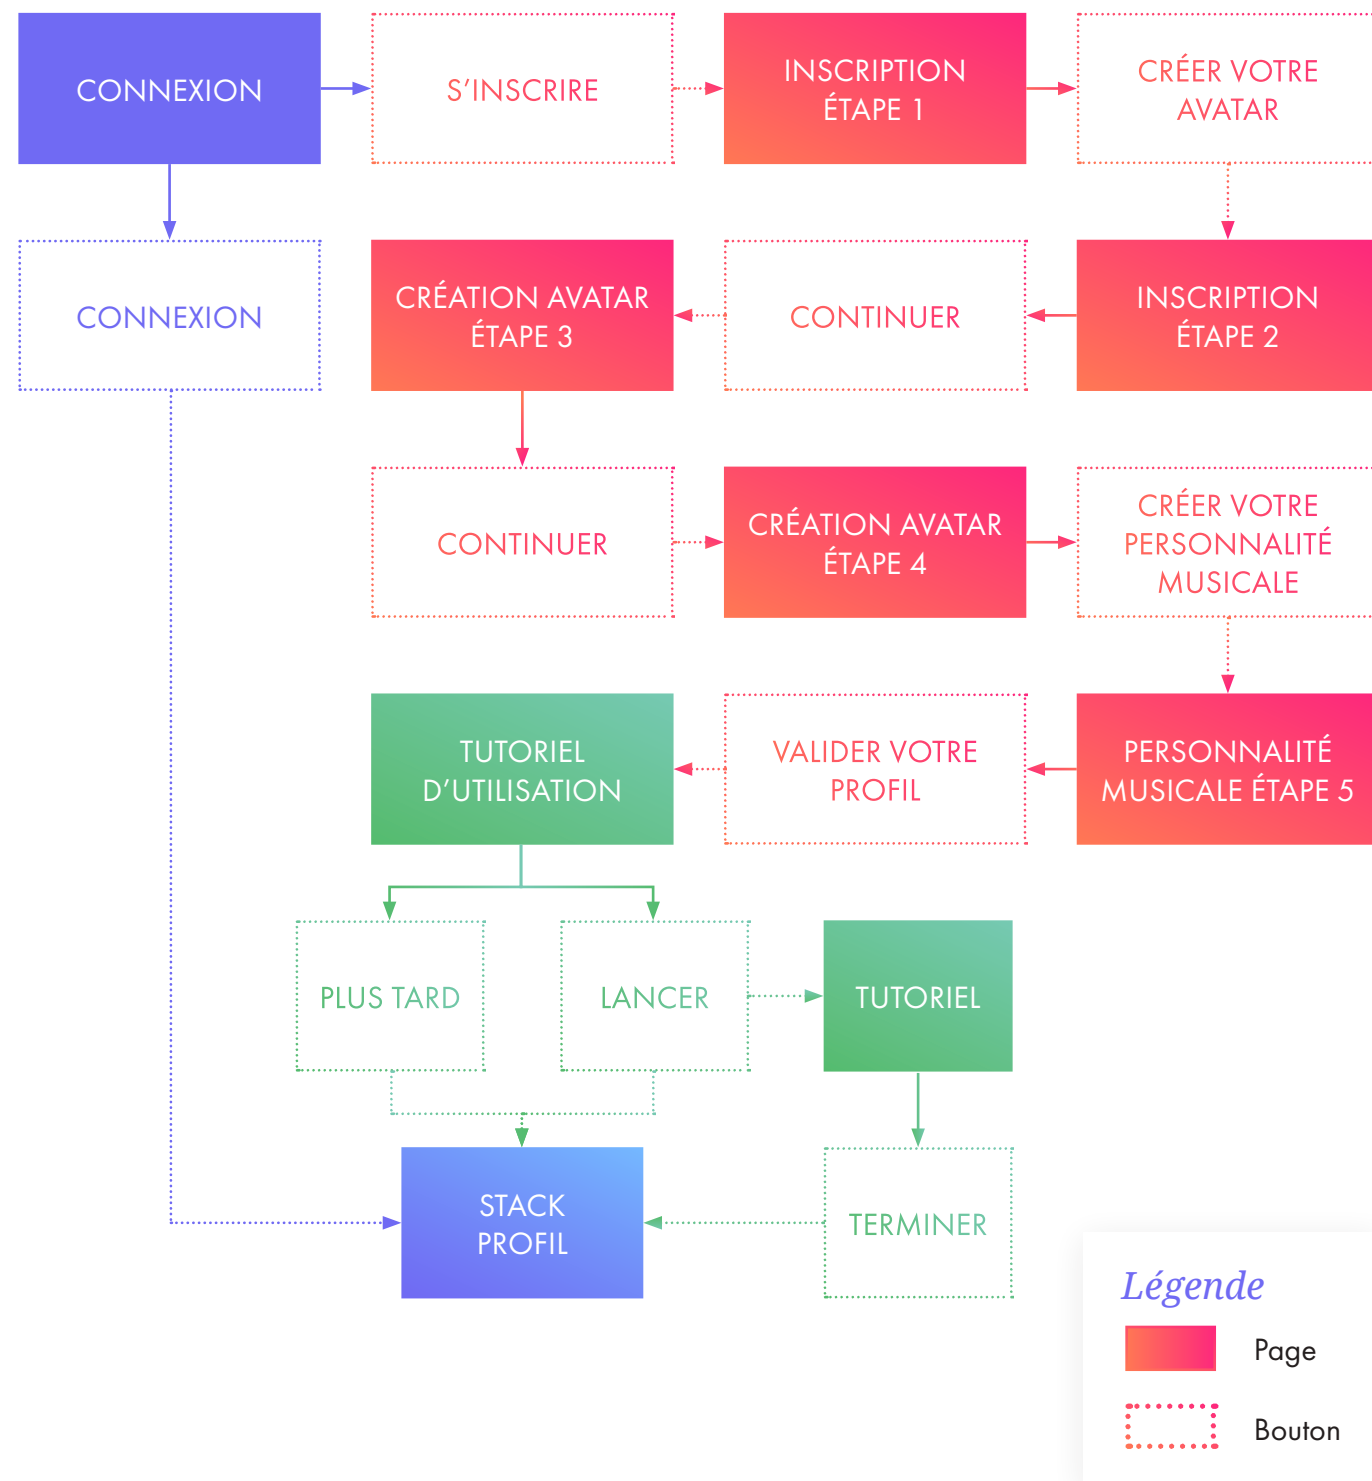 CONNEXION
S’INSCRIRE
INSCRIPTION
ÉTAPE 1
CRÉER VOTRE
AVATAR
CONNEXION
CRÉATION AVATAR
ÉTAPE 3
CONTINUER
INSCRIPTION
ÉTAPE 2
CONTINUER
CRÉATION AVATAR
ÉTAPE 4
CRÉER VOTRE
PERSONNALITÉ
MUSICALE
TUTORIEL
D’UTILISATION
VALIDER VOTRE
PROFIL
PERSONNALITÉ
MUSICALE ÉTAPE 5
PLUS TARD
LANCER
TUTORIEL
STACK
PROFIL
TERMINER
Légende
Page
Bouton